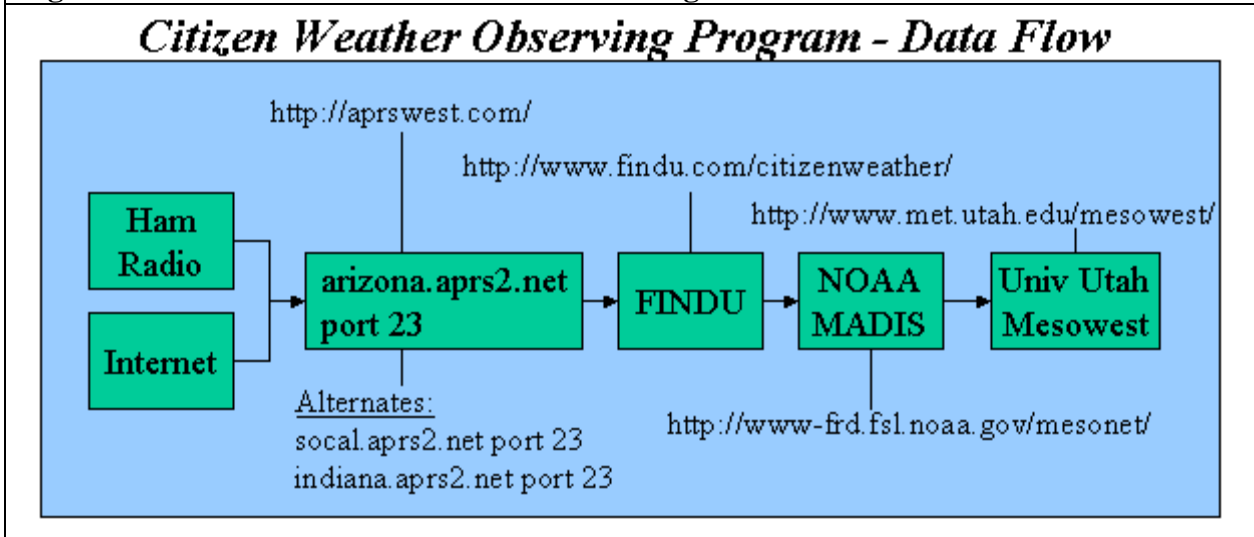 Citizen Weather Observing Program - Data Flow
http://aprswest.com/
http://www.findu.com/citizenweather/
http://www.met.utah.edu/mesowest/
Ham
Radio
Internet
arizona.aprs2.net
port 23
FINDU
NOAA
MADIS
Univ Utah
Mesowest
Alternates:
socal.aprs2.net port 23
indiana.aprs2.net port 23
http://www-frd.fsl.noaa.gov/mesonet/